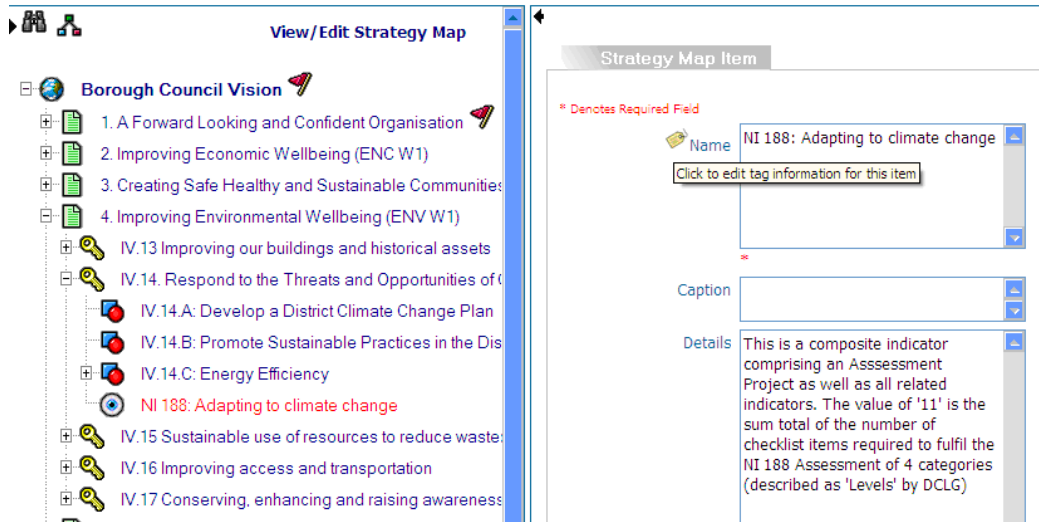 View/Edit Strategy Map
Borough Council Vision
1. A Forward Looking and Confident Organisation
2. Improving Economic Wellbeing (ENC W1)
3. Creating Safe Healthy and Sustainable Communities
4. Improving Environmental Wellbeing (ENV W1)
IV.13 Improving our buildings and historical assets
IV.14. Respond to the Threats and Opportunities of
IV.14.A: Develop a District Climate Change Plan
IV.14.B: Promote Sustainable Practices in the Dis
IV.14.C: Energy Efficiency
NI 188: Adapting to climate change
IV.15 Sustainable use of resources to reduce waste
IV.16 Improving access and transportation
IV.17 Conserving, enhancing and raising awareness
Strategy Map Item
* Denotes Required Field
Name
NI 188: Adapting to climate change
Click to edit tag information for this item
*
Caption
Details
This is a composite indicator
comprising an Asssessment
Project as well as all related
indicators. The value of '11' is the
sum total of the number of
checklist items required to fulfil the
NI 188 Assessment of 4 categories
(described as 'Levels' by DCLG)